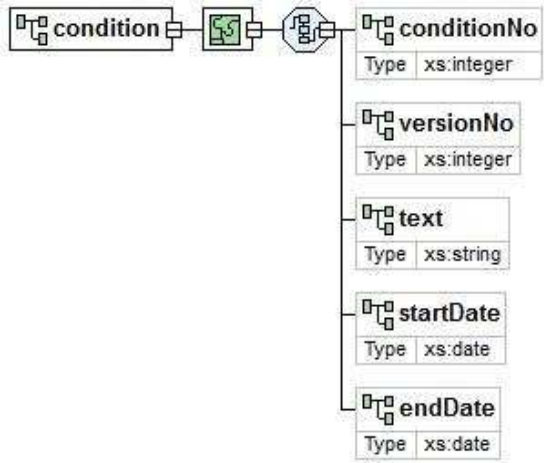 condition
conditionNo
Type xs:integer
versionNo
Type xs:integer
text
Type xs:string
startDate
Type xs:date
endDate
Type xs:date